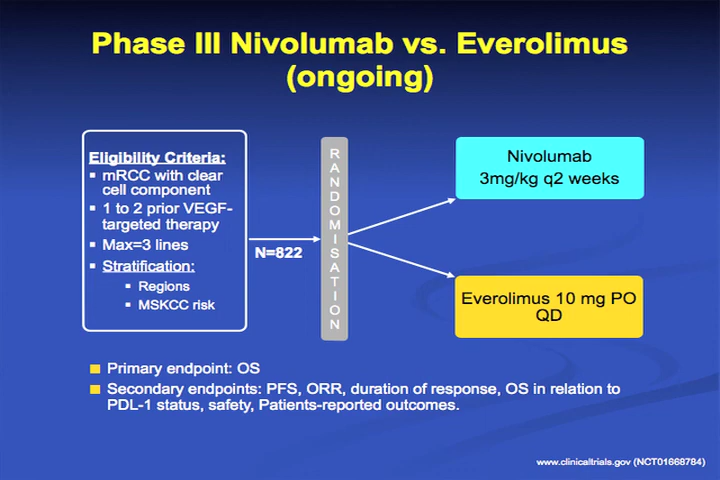 Phase III Nivolumab vs. Everolimus
(ongoing)
Eligibility Criteria:
▪ mRCC with clear
cell component
▪ 1 to 2 prior VEGF-
targeted therapy
▪ Max=3 lines
▪ Stratification:
▪ Regions
▪ MSKCC risk
N=822
RANDOMISATION
Nivolumab
3mg/kg q2 weeks
Everolimus 10 mg PO
QD
Primary endpoint: OS
Secondary endpoints: PFS, ORR, duration of response, OS in relation to
PDL-1 status, safety, Patients-reported outcomes.
www.clinicaltrials.gov (NCT01668784)